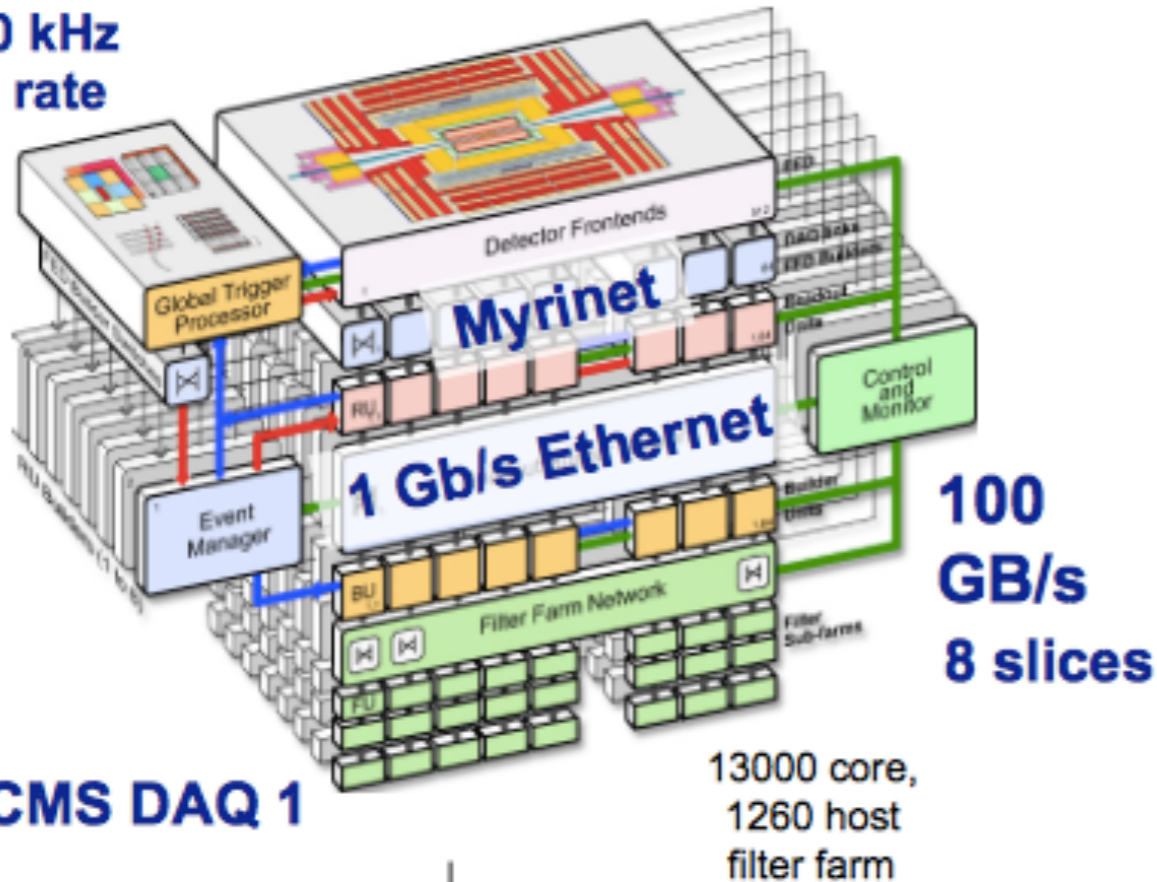 0 kHz
rate
Detector Frontends
Global Trigger
Processor
Myrinet
RU
Control
and
Monitor
1 Gb/s Ethernet
Event
Manager
Builder
Units
BU
Filter Farm Network
Filter
Sub-farms
FU
100
GB/s
8 slices
CMS DAQ 1
13000 core,
1260 host
filter farm